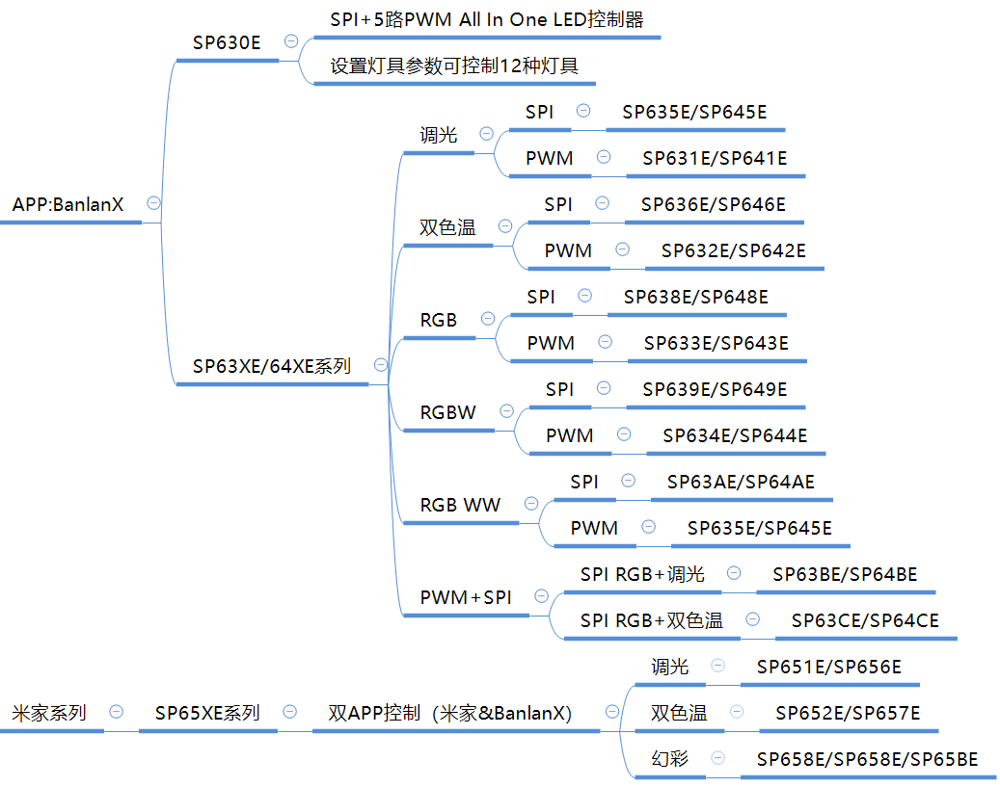 SPI+5路PWM All In One LED控制器
SP630E
设置灯具参数可控制12种灯具
SPI
SP635E/SP645E
调光
PWM
SP631E/SP641E
APP:BanlanX
SPI
SP636E/SP646E
双色温
PWM
SP632E/SP642E
SPI
SP638E/SP648E
RGB
PWM
SP633E/SP643E
SP63XE/64XE系列
SPI
SP639E/SP649E
RGBW
PWM
SP634E/SP644E
SPI
SP63AE/SP64AE
RGB WW
PWM
SP635E/SP645E
SPI RGB+调光
SP63BE/SP64BE
PWM+SPI
SPI RGB+双色温
SP63CE/SP64CE
调光
SP651E/SP656E
米家系列
SP65XE系列
双APP控制（米家&BanlanX）
双色温
SP652E/SP657E
幻彩
SP658E/SP658E/SP65BE